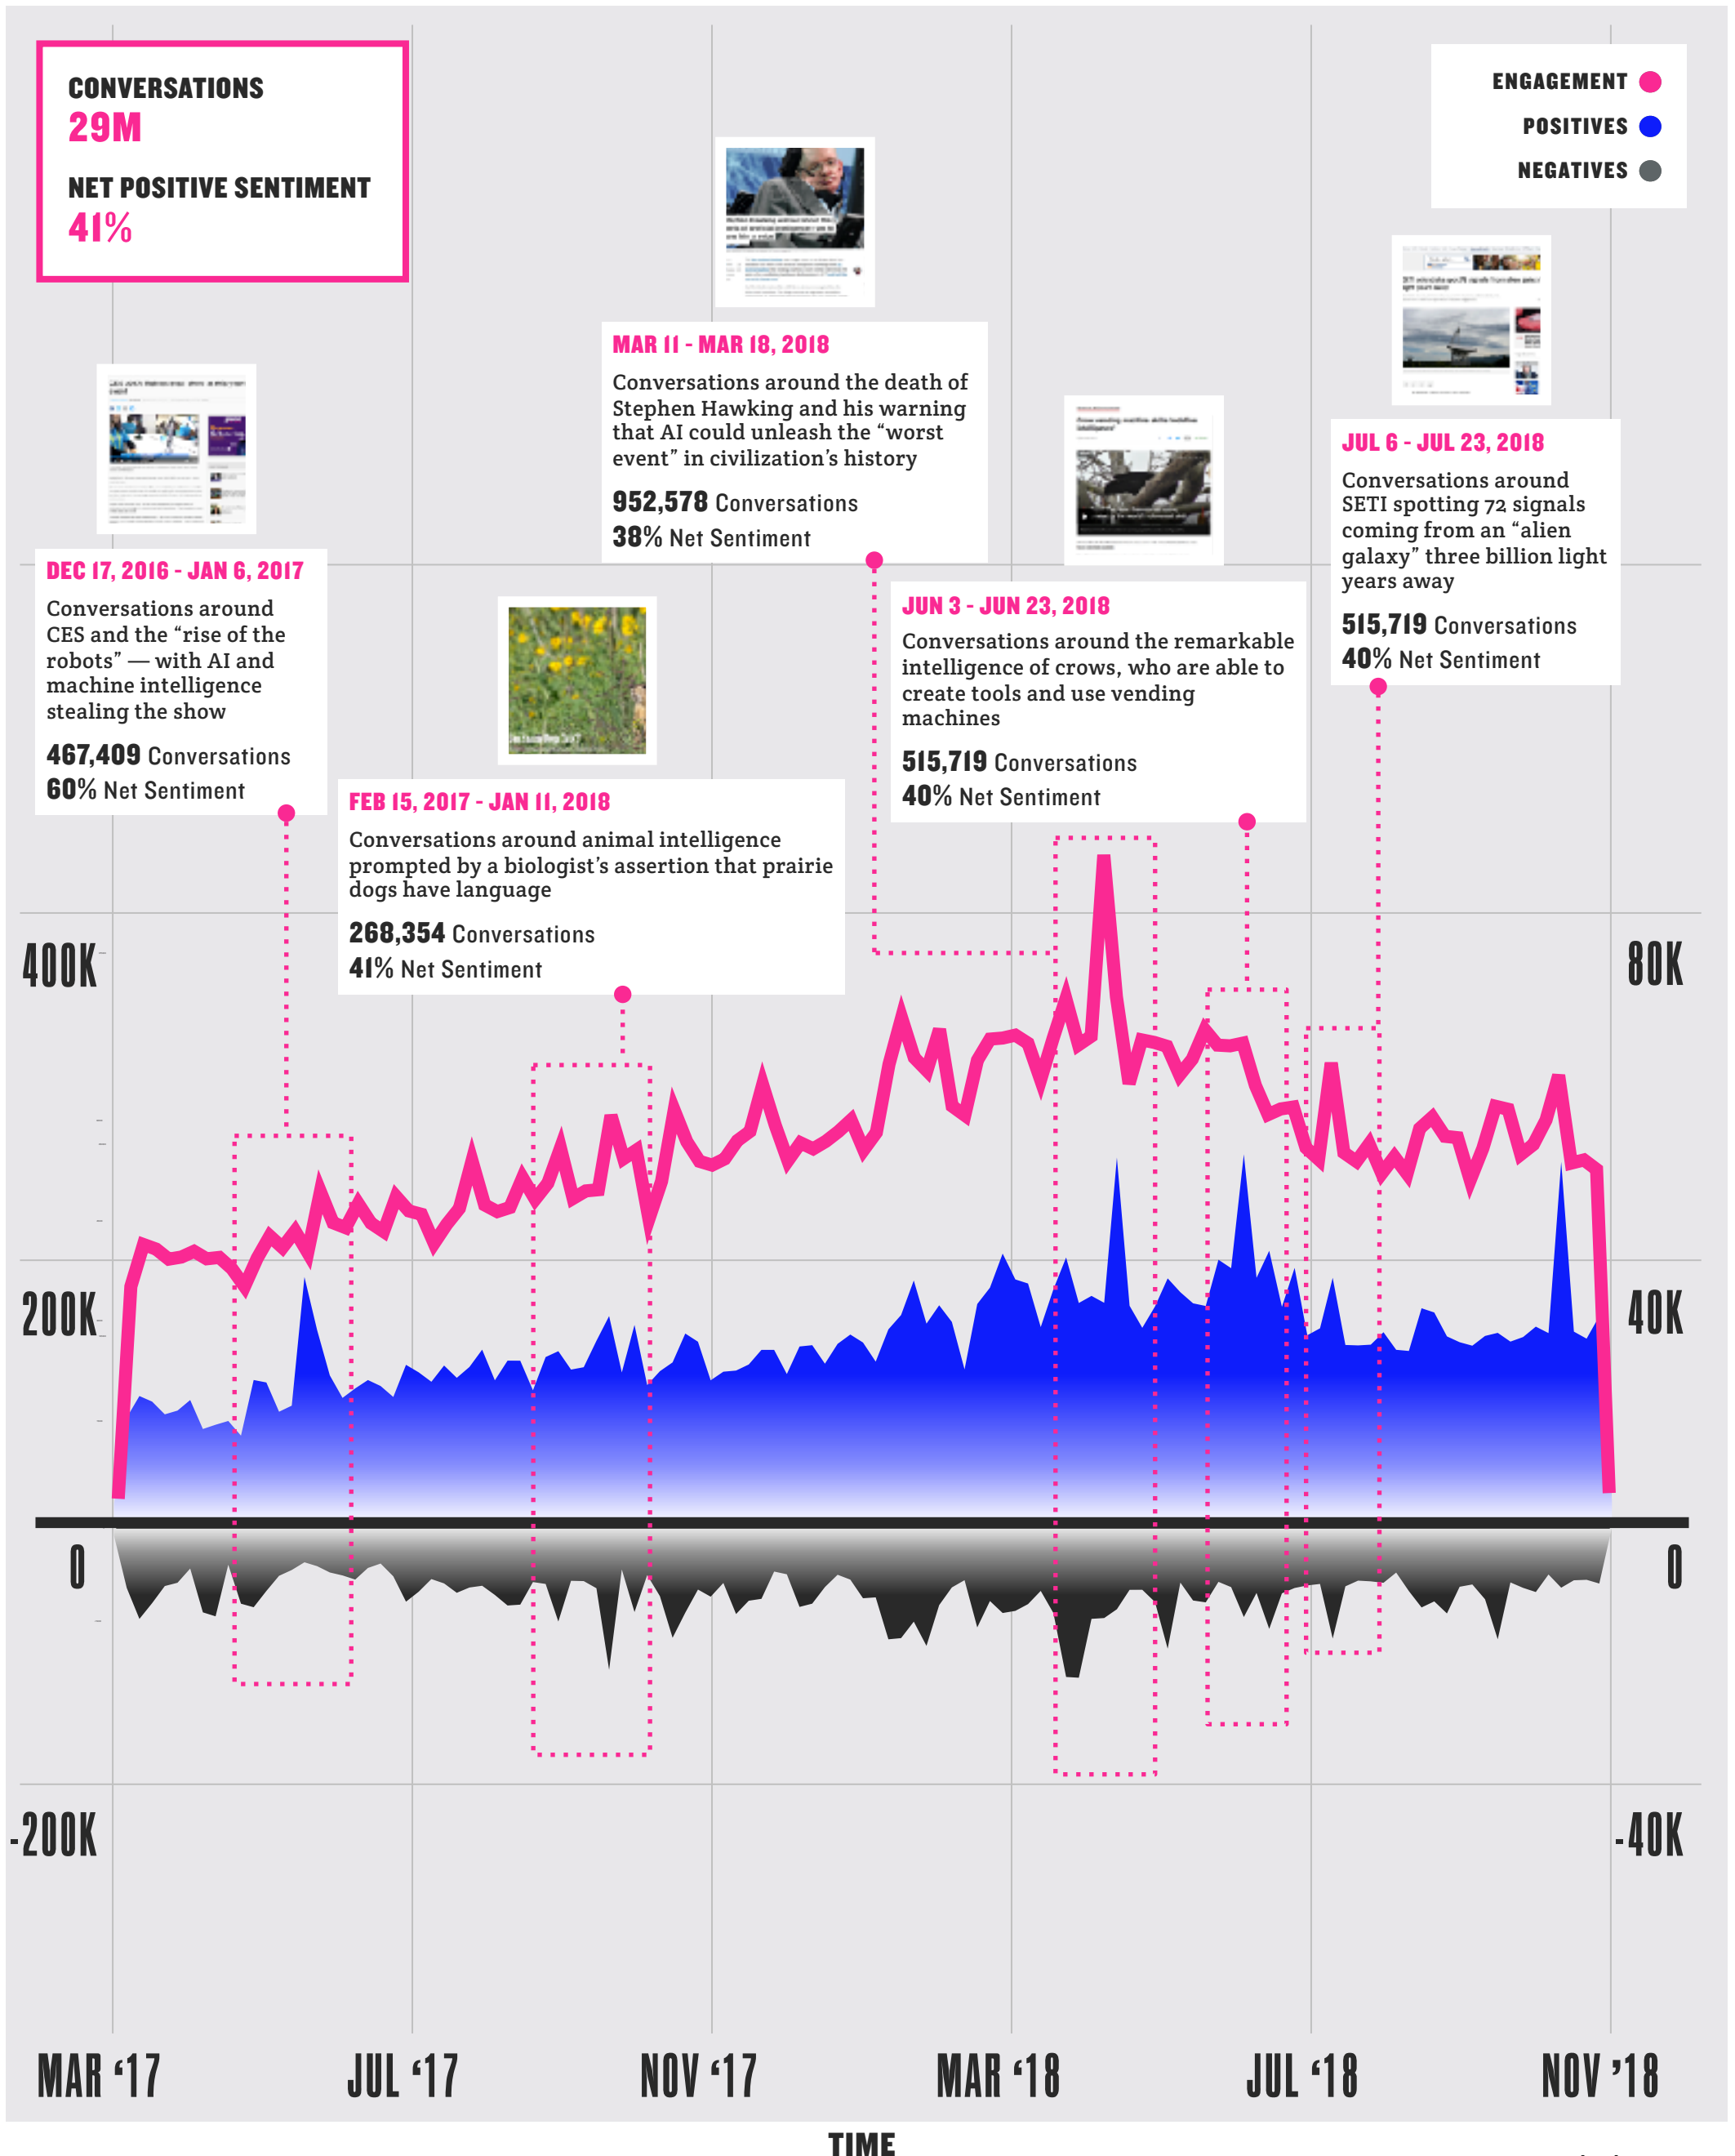 CONVERSATIONS
29M
NET POSITIVE SENTIMENT
41%
ENGAGEMENT
POSITIVES
NEGATIVES
MAR 11 - MAR 18, 2018
Conversations around the death of
Stephen Hawking and his warning
that AI could unleash the “worst
event” in civilization’s history
952,578 Conversations
38% Net Sentiment
JUL 6 - JUL 23, 2018
Conversations around
SETI spotting 72 signals
coming from an “alien
galaxy” three billion light
years away
515,719 Conversations
40% Net Sentiment
DEC 17, 2016 - JAN 6, 2017
Conversations around
CES and the “rise of the
robots” — with AI and
machine intelligence
stealing the show
467,409 Conversations
60% Net Sentiment
JUN 3 - JUN 23, 2018
Conversations around the remarkable
intelligence of crows, who are able to
create tools and use vending
machines
515,719 Conversations
40% Net Sentiment
FEB 15, 2017 - JAN 11, 2018
Conversations around animal intelligence
prompted by a biologist’s assertion that prairie
dogs have language
268,354 Conversations
41% Net Sentiment
400K
80K
200K
40K
0
0
-200K
-40K
MAR ‘17
JUL ‘17
NOV ‘17
MAR ‘18
JUL ‘18
NOV ’18
TIME